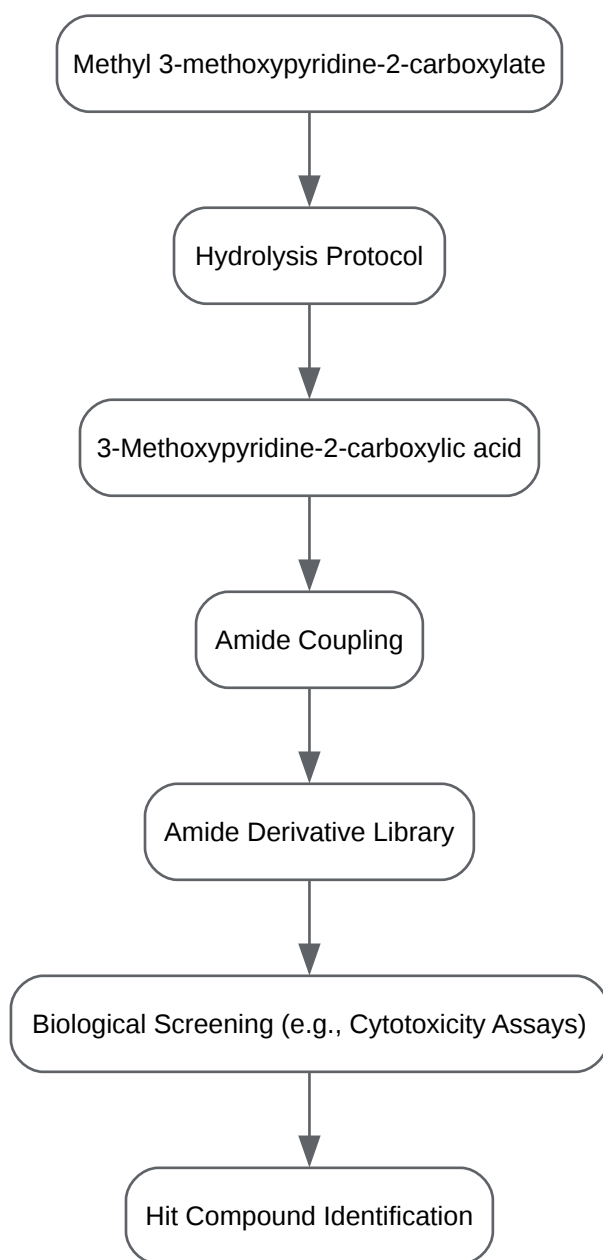 Methyl 3-methoxypyridine-2-carboxylate
Hydrolysis Protocol
3-Methoxypyridine-2-carboxylic acid
Amide Coupling
Amide Derivative Library
Biological Screening (e.g., Cytotoxicity Assays)
Hit Compound Identification